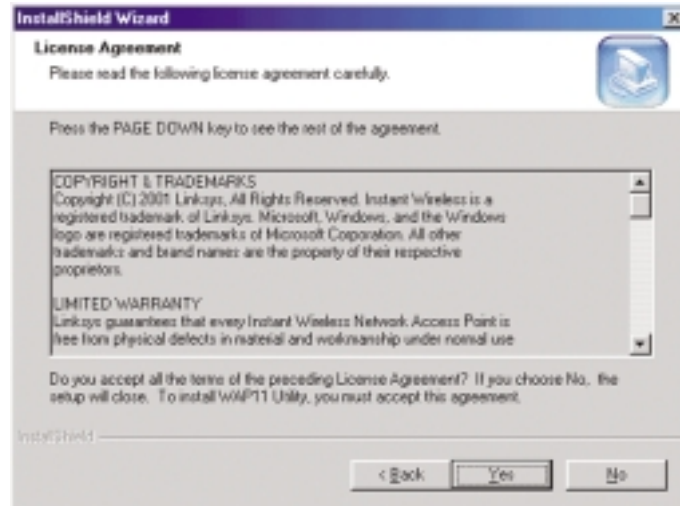 InstallShield Wizard
License Agreement
Please read the following license agreement carefully.
Press the PAGE DOWN key to see the rest of the agreement.
COPYRIGHT & TRADEMARKS
Copyright (C) 2001 Linksys, All Rights Reserved. Instant Wireless is a
registered trademark of Linksys. Microsoft, Windows, and the Windows
logo are registered trademarks of Microsoft Corporation. All other
trademarks and brand names are the property of their respective
proprietors.
LIMITED WARRANTY
Linksys guarantees that every Instant Wireless Network Access Point is
free from physical defects in material and workmanship under normal use
Do you accept all the terms of the preceding License Agreement? If you choose No, the
setup will close. To install WAP11 Utility, you must accept this agreement.
InstallShield
< Back
Yes
No